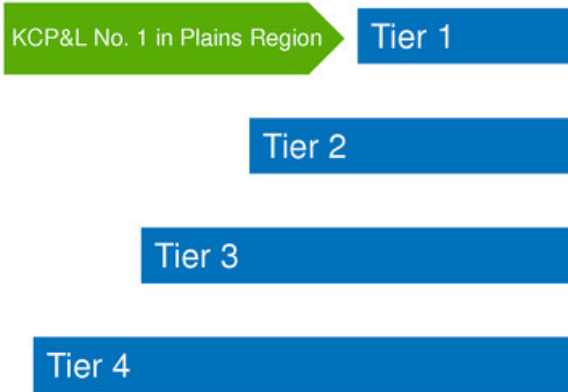 KCP&L No. 1 in Plains Region
Tier 1
Tier 2
Tier 3
Tier 4